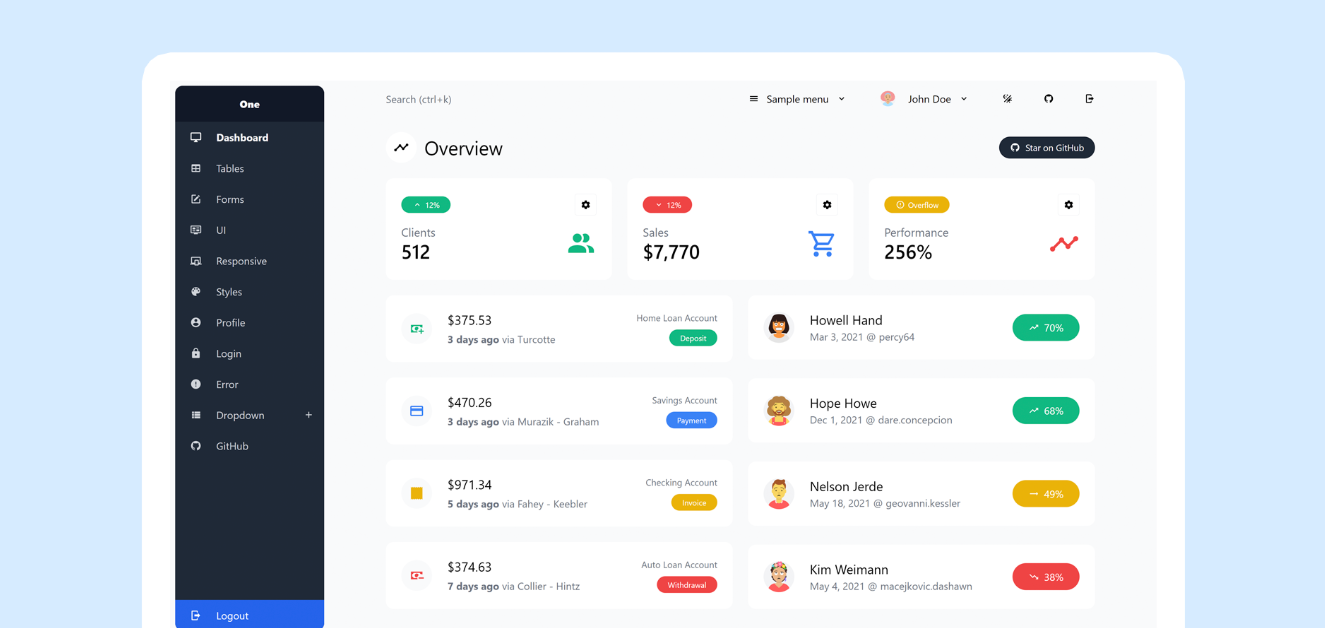 One
Dashboard
Tables
Forms
UI
Responsive
Styles
Profile
Login
Error
Dropdown +
GitHub
Logout
Search (ctrl+k)
Sample menu
John Doe
Overview
Star on GitHub
12%
Clients
512
12%
Sales
$7,770
Overflow
Performance
256%
$375.53
3 days ago via Turcotte
Home Loan Account
Deposit
$470.26
3 days ago via Murazik - Graham
Savings Account
Payment
$971.34
5 days ago via Fahey - Keebler
Checking Account
Invoice
$374.63
7 days ago via Collier - Hintz
Auto Loan Account
Withdrawal
Howell Hand
Mar 3, 2021 @ percy64
70%
Hope Howe
Dec 1, 2021 @ dare.concepcion
68%
Nelson Jerde
May 18, 2021 @ geovanni.kessler
49%
Kim Weimann
May 4, 2021 @ macejkovic.dashawn
38%